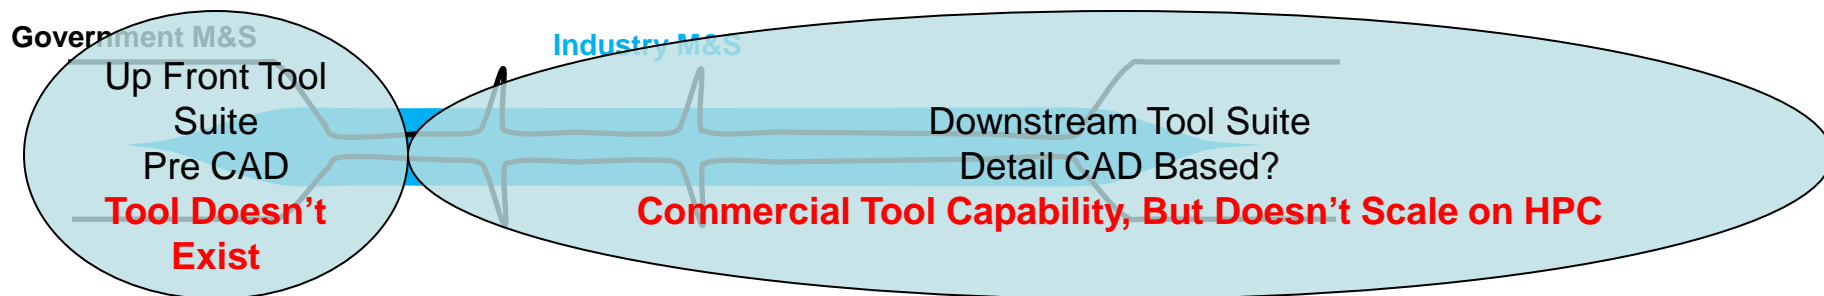 Government M&S
Industry M&S
Up Front Tool
Suite
Pre CAD
Tool Doesn’t
Exist
Downstream Tool Suite
Detail CAD Based?
Commercial Tool Capability, But Doesn’t Scale on HPC